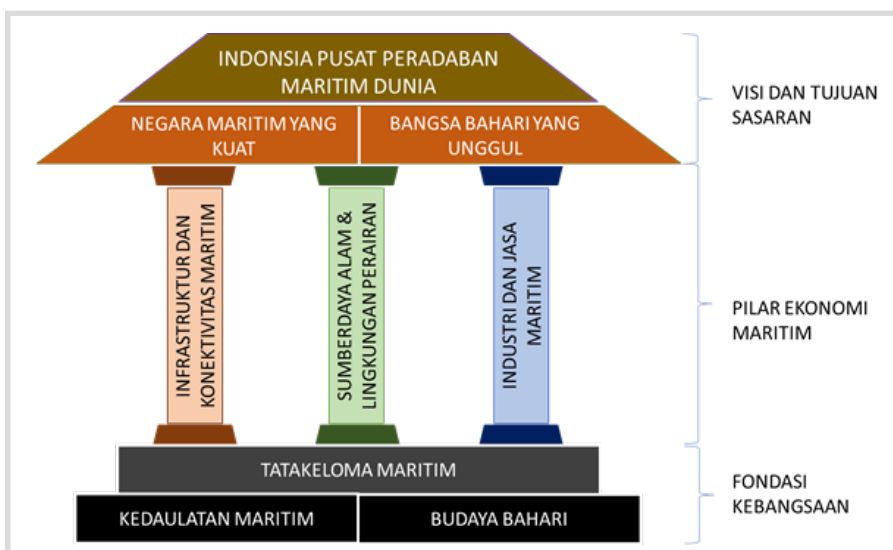 INDONSIA PUSAT PERADABAN
MARITIM DUNIA
VISI DAN TUJUAN
SASARAN
NEGARA MARITIM YANG
KUAT
BANGSA BAHARI YANG
UNGGUL
INFRASTRUKTUR DAN
KONEKTIVITAS MARITIM
SUMBERDAYA ALAM &
LINGKUNGAN PERAIRAN
INDUSTRI DAN JASA
MARITIM
PILAR EKONOMI
MARITIM
TATAKELOMA MARITIM
KEDAULATAN MARITIM
BUDAYA BAHARI
FONDASI
KEBANGSAAN